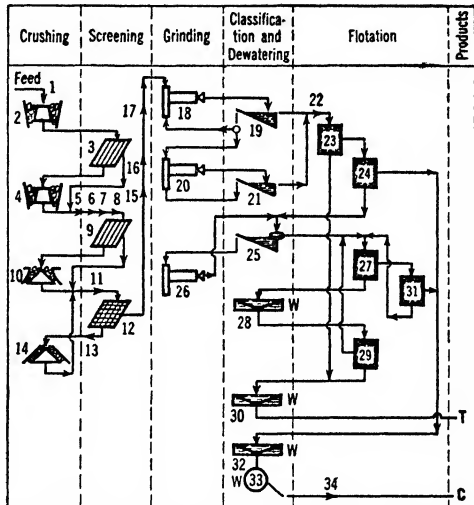 Crushing
Screening
Grinding
Classifica-
tion and
Dewatering
Flotation
Products
Feed
1
2
3
16
17
4
15
5 6 7 8
9
10
11
12
13
14
18
19
20
21
22
23
24
25
26
27
31
28
W
29
30
W
T
32
W
W
33
34
C